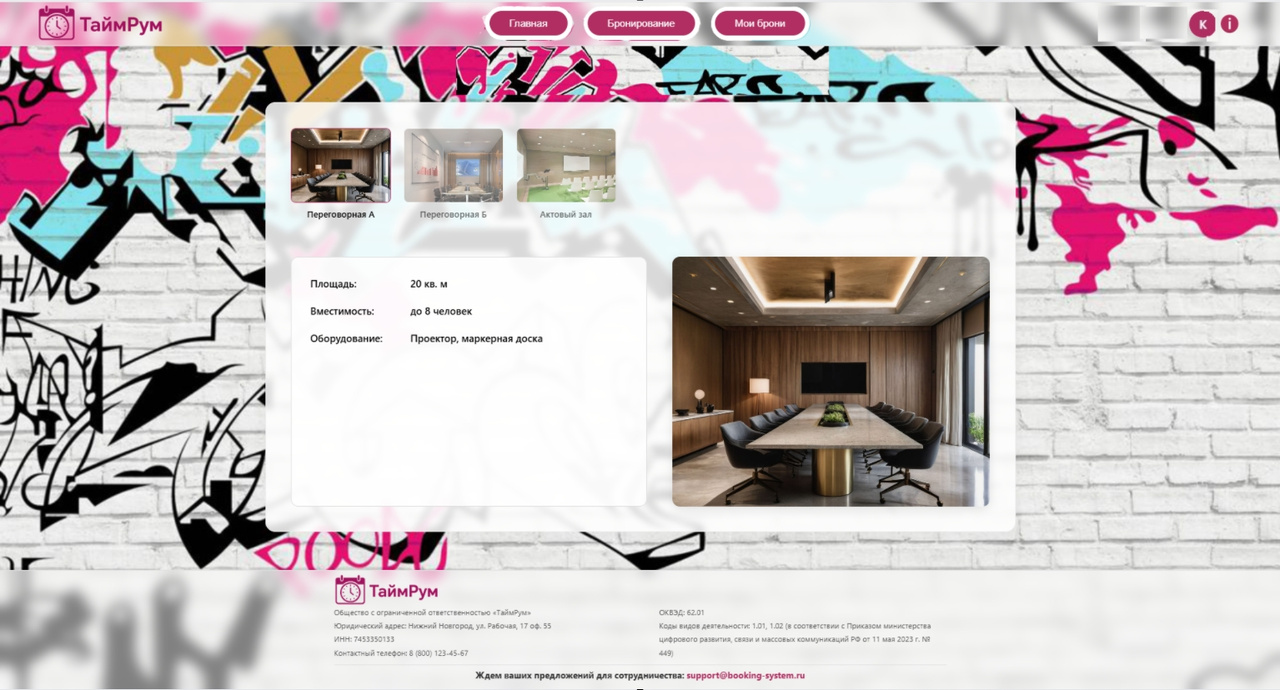 ТаймРум
Главная
Бронирование
Мои брони
К
i
Переговорная А
Переговорная Б
Актовый зал
Площадь: 20 кв. м
Вместимость: до 8 человек
Оборудование: Проектор, маркерная доска
ТаймРум
Общество с ограниченной ответственностью «ТаймРум»
Юридический адрес: Нижний Новгород, ул. Рабочая, 17 оф. 55
ИНН: 7453350133
Контактный телефон: 8 (800) 123-45-67
ОКВЭД: 62.01
Коды видов деятельности: 1.01, 1.02 (в соответствии с Приказом министерства
цифрового развития, связи и массовых коммуникаций РФ от 11 мая 2023 г. №
449)
Ждем ваших предложений для сотрудничества: support@booking-system.ru